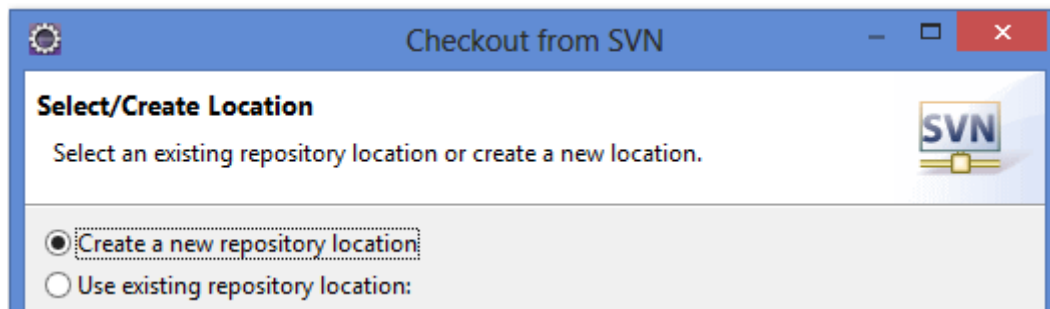 Checkout from SVN
Select/Create Location
Select an existing repository location or create a new location.
SVN
Create a new repository location
Use existing repository location: